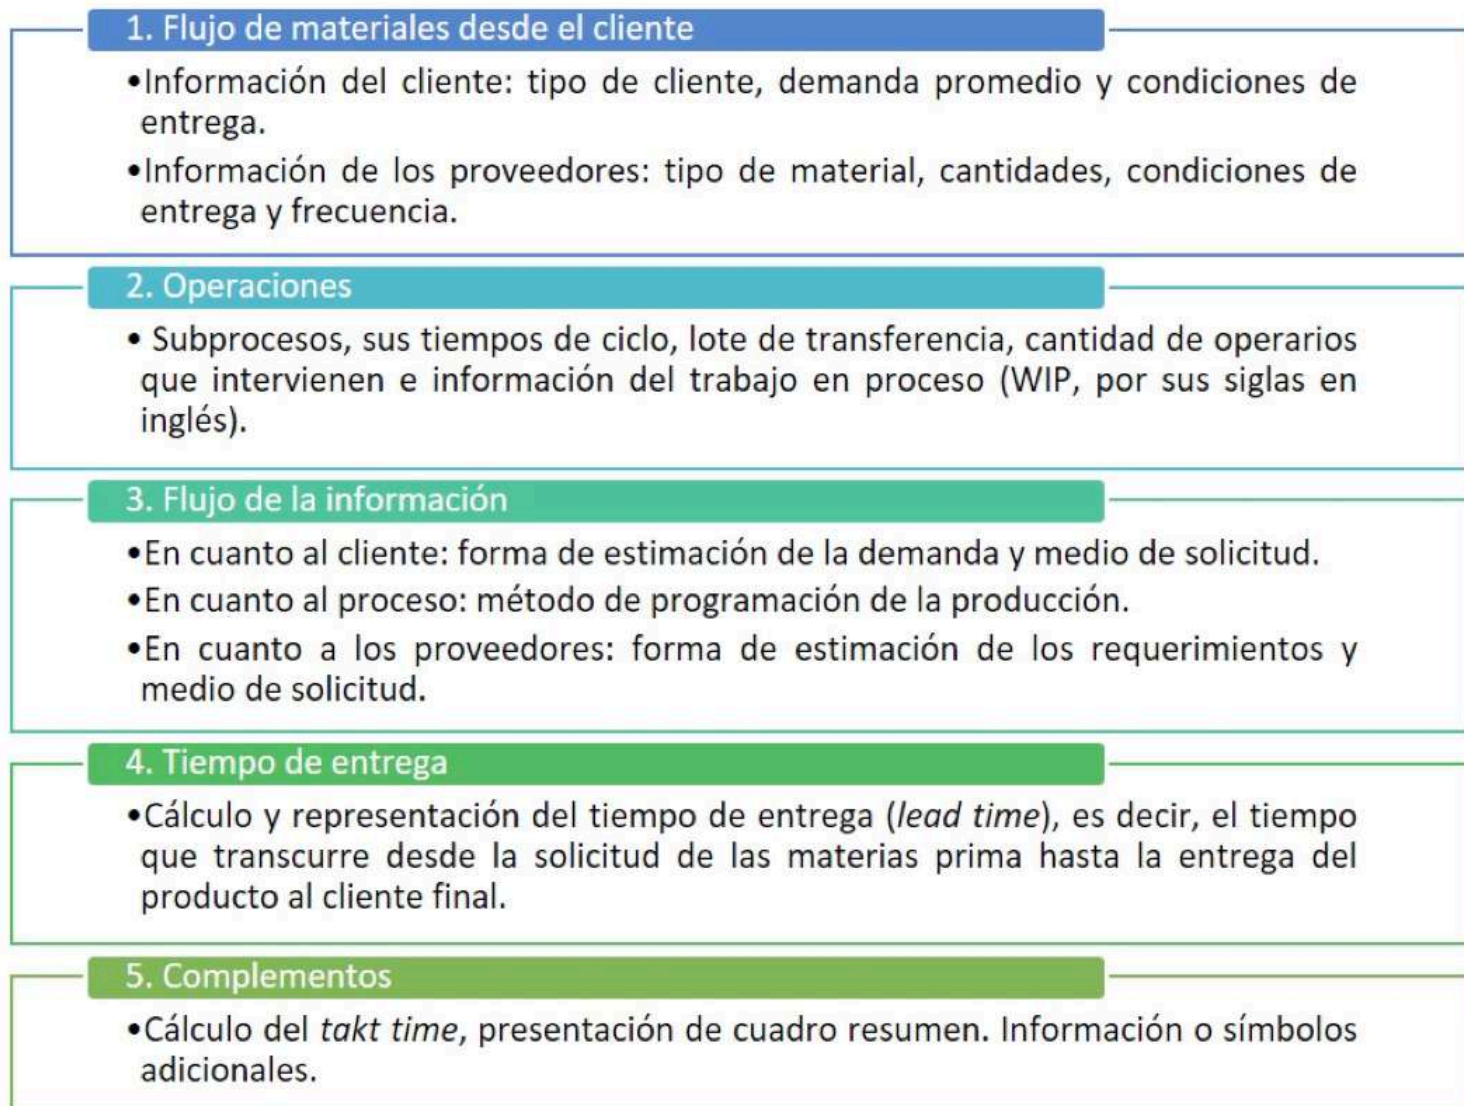 1. Flujo de materiales desde el cliente
•Información del cliente: tipo de cliente, demanda promedio y condiciones de
entrega.
•Información de los proveedores: tipo de material, cantidades, condiciones de
entrega y frecuencia.
2. Operaciones
• Subprocesos, sus tiempos de ciclo, lote de transferencia, cantidad de operarios
que intervienen e información del trabajo en proceso (WIP, por sus siglas en
inglés).
3. Flujo de la información
•En cuanto al cliente: forma de estimación de la demanda y medio de solicitud.
•En cuanto al proceso: método de programación de la producción.
•En cuanto a los proveedores: forma de estimación de los requerimientos y
medio de solicitud.
4. Tiempo de entrega
•Cálculo y representación del tiempo de entrega (lead time), es decir, el tiempo
que transcurre desde la solicitud de las materias prima hasta la entrega del
producto al cliente final.
5. Complementos
•Cálculo del takt time, presentación de cuadro resumen. Información o símbolos
adicionales.